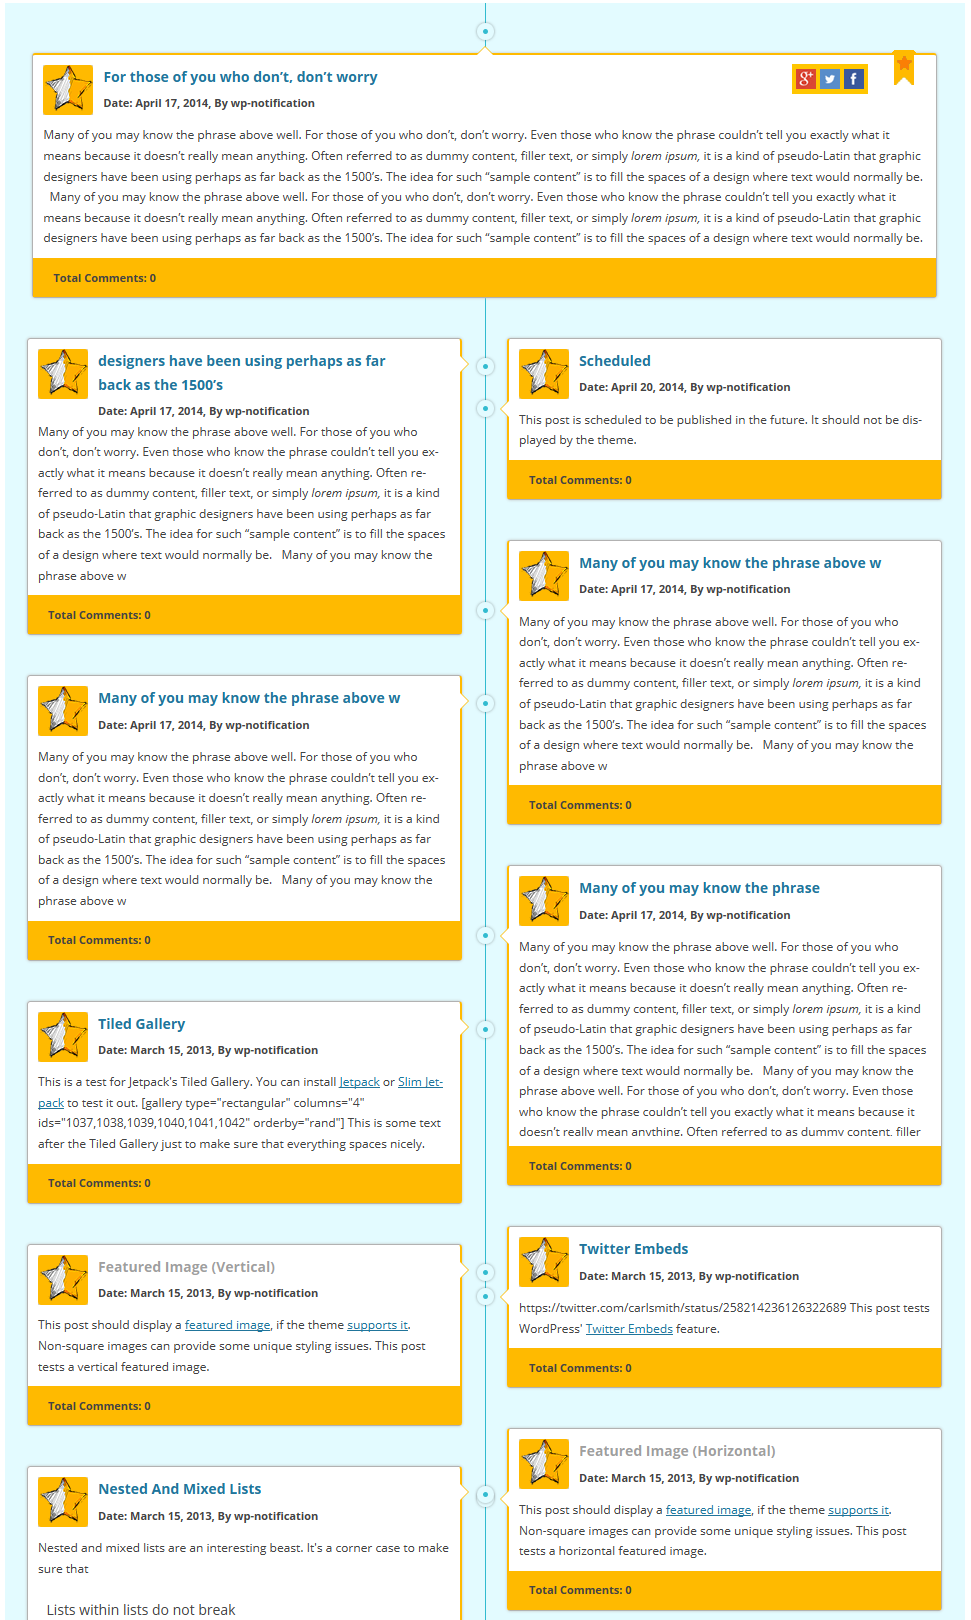 For those of you who don’t, don’t worry
Date: April 17, 2014, By wp-notification
Many of you may know the phrase above well. For those of you who don’t, don’t worry. Even those who know the phrase couldn’t tell you exactly what it
means because it doesn’t really mean anything. Often referred to as dummy content, filler text, or simply lorem ipsum, it is a kind of pseudo-Latin that graphic
designers have been using perhaps as far back as the 1500’s. The idea for such “sample content” is to fill the spaces of a design where text would normally be.
Many of you may know the phrase above well. For those of you who don’t, don’t worry. Even those who know the phrase couldn’t tell you exactly what it
means because it doesn’t really mean anything. Often referred to as dummy content, filler text, or simply lorem ipsum, it is a kind of pseudo-Latin that graphic
designers have been using perhaps as far back as the 1500’s. The idea for such “sample content” is to fill the spaces of a design where text would normally be.
Total Comments: 0
designers have been using perhaps as far
back as the 1500’s
Date: April 17, 2014, By wp-notification
Many of you may know the phrase above well. For those of you who
don’t, don’t worry. Even those who know the phrase couldn’t tell you ex-
actly what it means because it doesn’t really mean anything. Often re-
ferred to as dummy content, filler text, or simply lorem ipsum, it is a kind
of pseudo-Latin that graphic designers have been using perhaps as far
back as the 1500’s. The idea for such “sample content” is to fill the spaces
of a design where text would normally be. Many of you may know the
phrase above w
Total Comments: 0
Scheduled
Date: April 20, 2014, By wp-notification
This post is scheduled to be published in the future. It should not be dis-
played by the theme.
Total Comments: 0
Many of you may know the phrase above w
Date: April 17, 2014, By wp-notification
Many of you may know the phrase above well. For those of you who
don’t, don’t worry. Even those who know the phrase couldn’t tell you ex-
actly what it means because it doesn’t really mean anything. Often re-
ferred to as dummy content, filler text, or simply lorem ipsum, it is a kind
of pseudo-Latin that graphic designers have been using perhaps as far
back as the 1500’s. The idea for such “sample content” is to fill the spaces
of a design where text would normally be. Many of you may know the
phrase above w
Total Comments: 0
Many of you may know the phrase above w
Date: April 17, 2014, By wp-notification
Many of you may know the phrase above well. For those of you who
don’t, don’t worry. Even those who know the phrase couldn’t tell you ex-
actly what it means because it doesn’t really mean anything. Often re-
ferred to as dummy content, filler text, or simply lorem ipsum, it is a kind
of pseudo-Latin that graphic designers have been using perhaps as far
back as the 1500’s. The idea for such “sample content” is to fill the spaces
of a design where text would normally be. Many of you may know the
phrase above w
Total Comments: 0
Many of you may know the phrase
Date: April 17, 2014, By wp-notification
Many of you may know the phrase above well. For those of you who
don’t, don’t worry. Even those who know the phrase couldn’t tell you ex-
actly what it means because it doesn’t really mean anything. Often re-
ferred to as dummy content, filler text, or simply lorem ipsum, it is a kind
of pseudo-Latin that graphic designers have been using perhaps as far
back as the 1500’s. The idea for such “sample content” is to fill the spaces
of a design where text would normally be. Many of you may know the
phrase above well. For those of you who don’t, don’t worry. Even those
who know the phrase couldn’t tell you exactly what it means because it
doesn’t really mean anything. Often referred to as dummy content, filler
Total Comments: 0
Tiled Gallery
Date: March 15, 2013, By wp-notification
This is a test for Jetpack's Tiled Gallery. You can install Jetpack or Slim Jet-
pack to test it out. [gallery type="rectangular" columns="4"
ids="1037,1038,1039,1040,1041,1042" orderby="rand"] This is some text
after the Tiled Gallery just to make sure that everything spaces nicely.
Total Comments: 0
Twitter Embeds
Date: March 15, 2013, By wp-notification
https://twitter.com/carlsmith/status/258214236126322689 This post tests
WordPress' Twitter Embeds feature.
Total Comments: 0
Featured Image (Vertical)
Date: March 15, 2013, By wp-notification
This post should display a featured image, if the theme supports it.
Non-square images can provide some unique styling issues. This post
tests a vertical featured image.
Total Comments: 0
Featured Image (Horizontal)
Date: March 15, 2013, By wp-notification
This post should display a featured image, if the theme supports it.
Non-square images can provide some unique styling issues. This post
tests a horizontal featured image.
Total Comments: 0
Nested And Mixed Lists
Date: March 15, 2013, By wp-notification
Nested and mixed lists are an interesting beast. It's a corner case to make
sure that
Lists within lists do not break